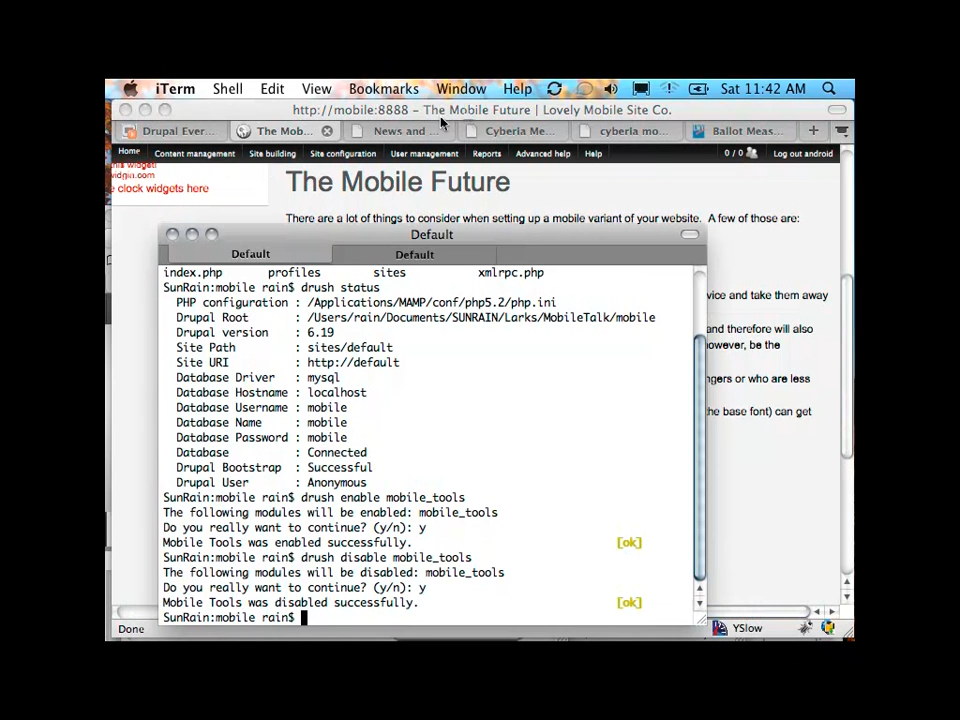 iTerm Shell Edit View Bookmarks Window Help Sat 11:42 AM
http://mobile:8888 – The Mobile Future | Lovely Mobile Site Co.
Drupal Ever... The Mob... News and ... Cyberia Me... cyberia mo... Ballot Meas...
Home Content management Site building Site configuration User management Reports Advanced help Help 0 / 0 Log out android
this widget!
widgin.com
e clock widgets here
The Mobile Future
There are a lot of things to consider when setting up a mobile variant of your website. A few of those are:
vice and take them away
and therefore will also
however, be the
ngers or who are less
the base font) can get
Default
Default Default
index.php profiles sites xmlrpc.php
SunRain:mobile rain$ drush status
PHP configuration : /Applications/MAMP/conf/php5.2/php.ini
Drupal Root : /Users/rain/Documents/SUNRAIN/Larks/MobileTalk/mobile
Drupal version : 6.19
Site Path : sites/default
Site URI : http://default
Database Driver : mysql
Database Hostname : localhost
Database Username : mobile
Database Name : mobile
Database Password : mobile
Database : Connected
Drupal Bootstrap : Successful
Drupal User : Anonymous
SunRain:mobile rain$ drush enable mobile_tools
The following modules will be enabled: mobile_tools
Do you really want to continue? (y/n): y
Mobile Tools was enabled successfully. [ok]
SunRain:mobile rain$ drush disable mobile_tools
The following modules will be disabled: mobile_tools
Do you really want to continue? (y/n): y
Mobile Tools was disabled successfully. [ok]
SunRain:mobile rain$
Done YSlow